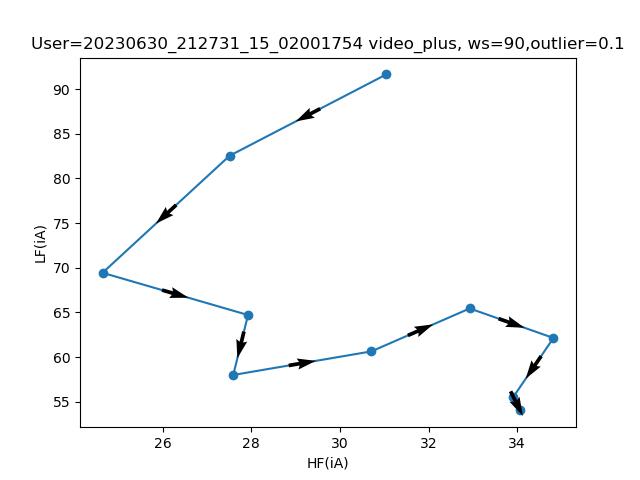 User=20230630_212731_15_02001754 video_plus, ws=90,outlier=0.1
90
85
80
75
70
65
60
55
LF(iA)
26 28 30 32 34
HF(iA)